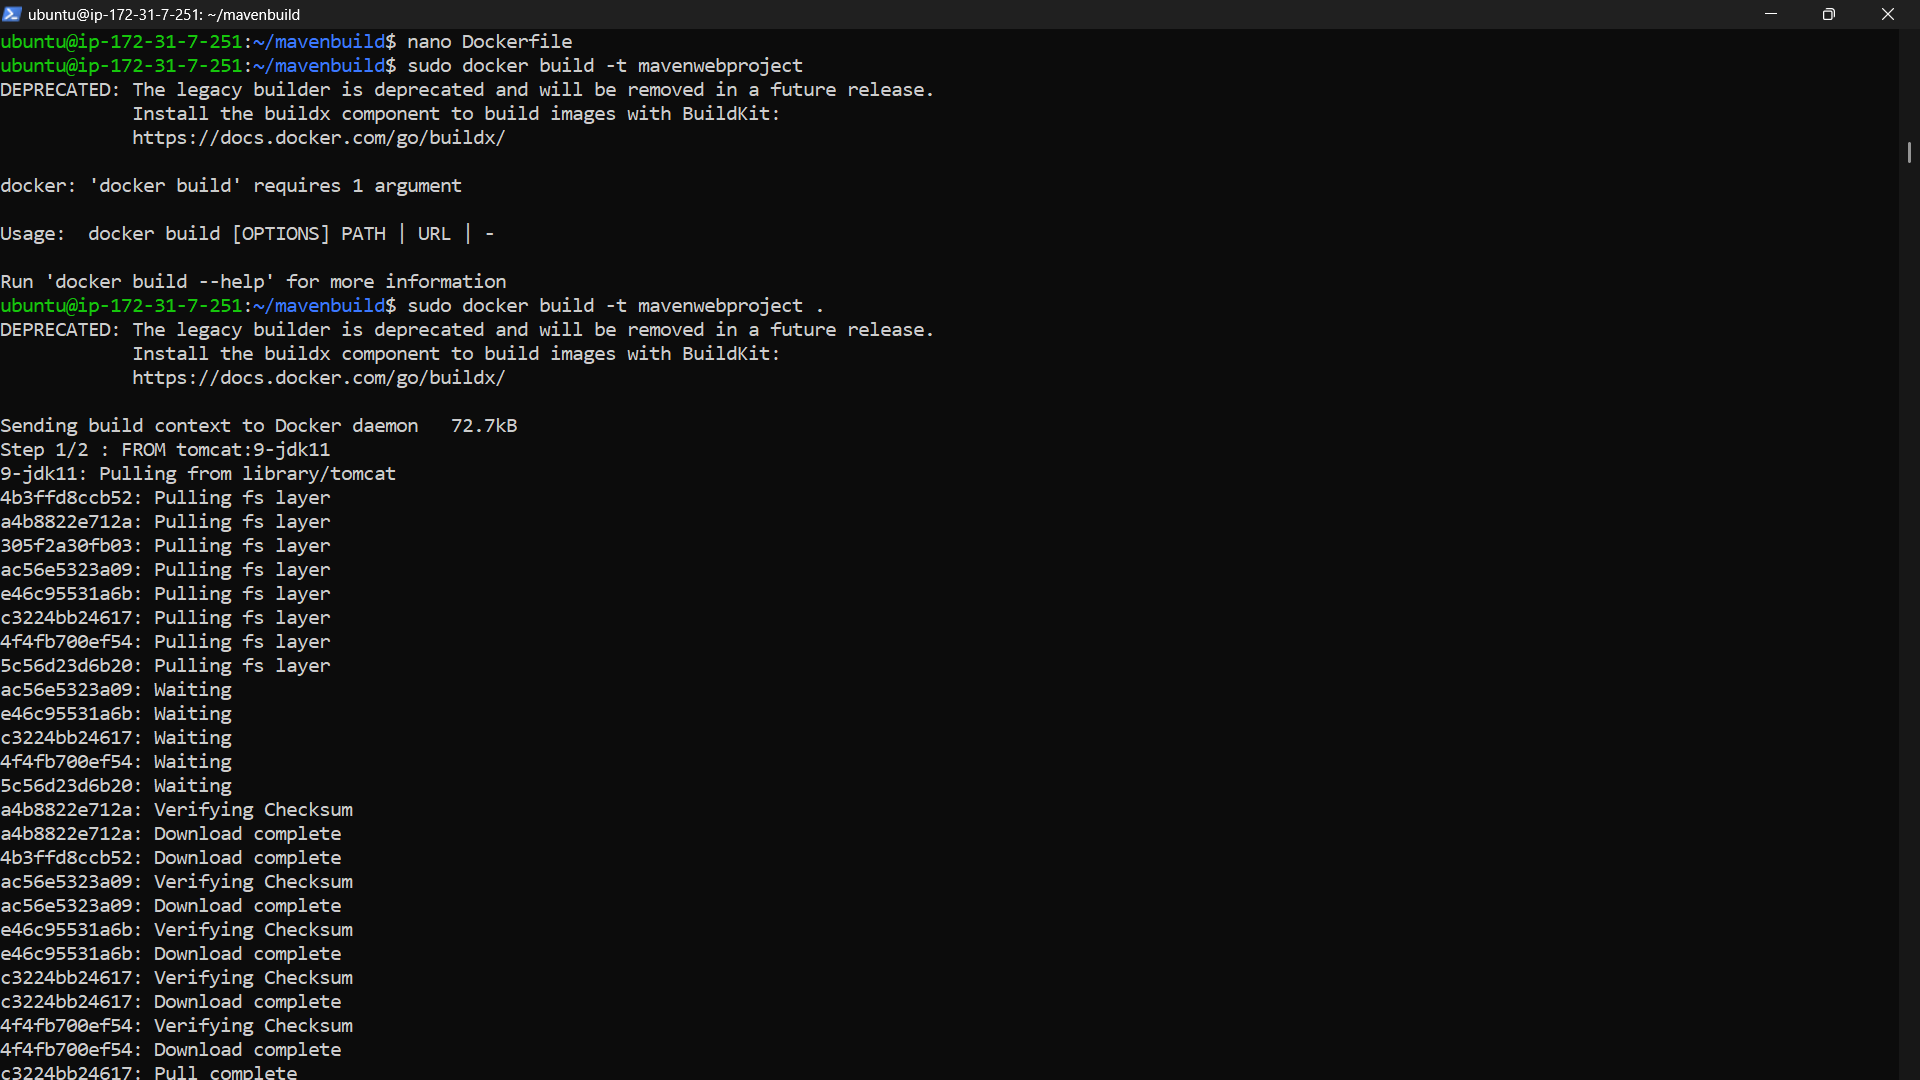 ubuntu@ip-172-31-7-251: ~/mavenbuild
ubuntu@ip-172-31-7-251:~/mavenbuild$ nano Dockerfile
ubuntu@ip-172-31-7-251:~/mavenbuild$ sudo docker build -t mavenwebproject
DEPRECATED: The legacy builder is deprecated and will be removed in a future release.
            Install the buildx component to build images with BuildKit:
            https://docs.docker.com/go/buildx/

docker: 'docker build' requires 1 argument

Usage:  docker build [OPTIONS] PATH | URL | -

Run 'docker build --help' for more information
ubuntu@ip-172-31-7-251:~/mavenbuild$ sudo docker build -t mavenwebproject .
DEPRECATED: The legacy builder is deprecated and will be removed in a future release.
            Install the buildx component to build images with BuildKit:
            https://docs.docker.com/go/buildx/

Sending build context to Docker daemon   72.7kB
Step 1/2 : FROM tomcat:9-jdk11
9-jdk11: Pulling from library/tomcat
4b3ffd8ccb52: Pulling fs layer
a4b8822e712a: Pulling fs layer
305f2a30fb03: Pulling fs layer
ac56e5323a09: Pulling fs layer
e46c95531a6b: Pulling fs layer
c3224bb24617: Pulling fs layer
4f4fb700ef54: Pulling fs layer
5c56d23d6b20: Pulling fs layer
ac56e5323a09: Waiting
e46c95531a6b: Waiting
c3224bb24617: Waiting
4f4fb700ef54: Waiting
5c56d23d6b20: Waiting
a4b8822e712a: Verifying Checksum
a4b8822e712a: Download complete
4b3ffd8ccb52: Download complete
ac56e5323a09: Verifying Checksum
ac56e5323a09: Download complete
e46c95531a6b: Verifying Checksum
e46c95531a6b: Download complete
c3224bb24617: Verifying Checksum
c3224bb24617: Download complete
4f4fb700ef54: Verifying Checksum
4f4fb700ef54: Download complete
c3224bb24617: Pull complete